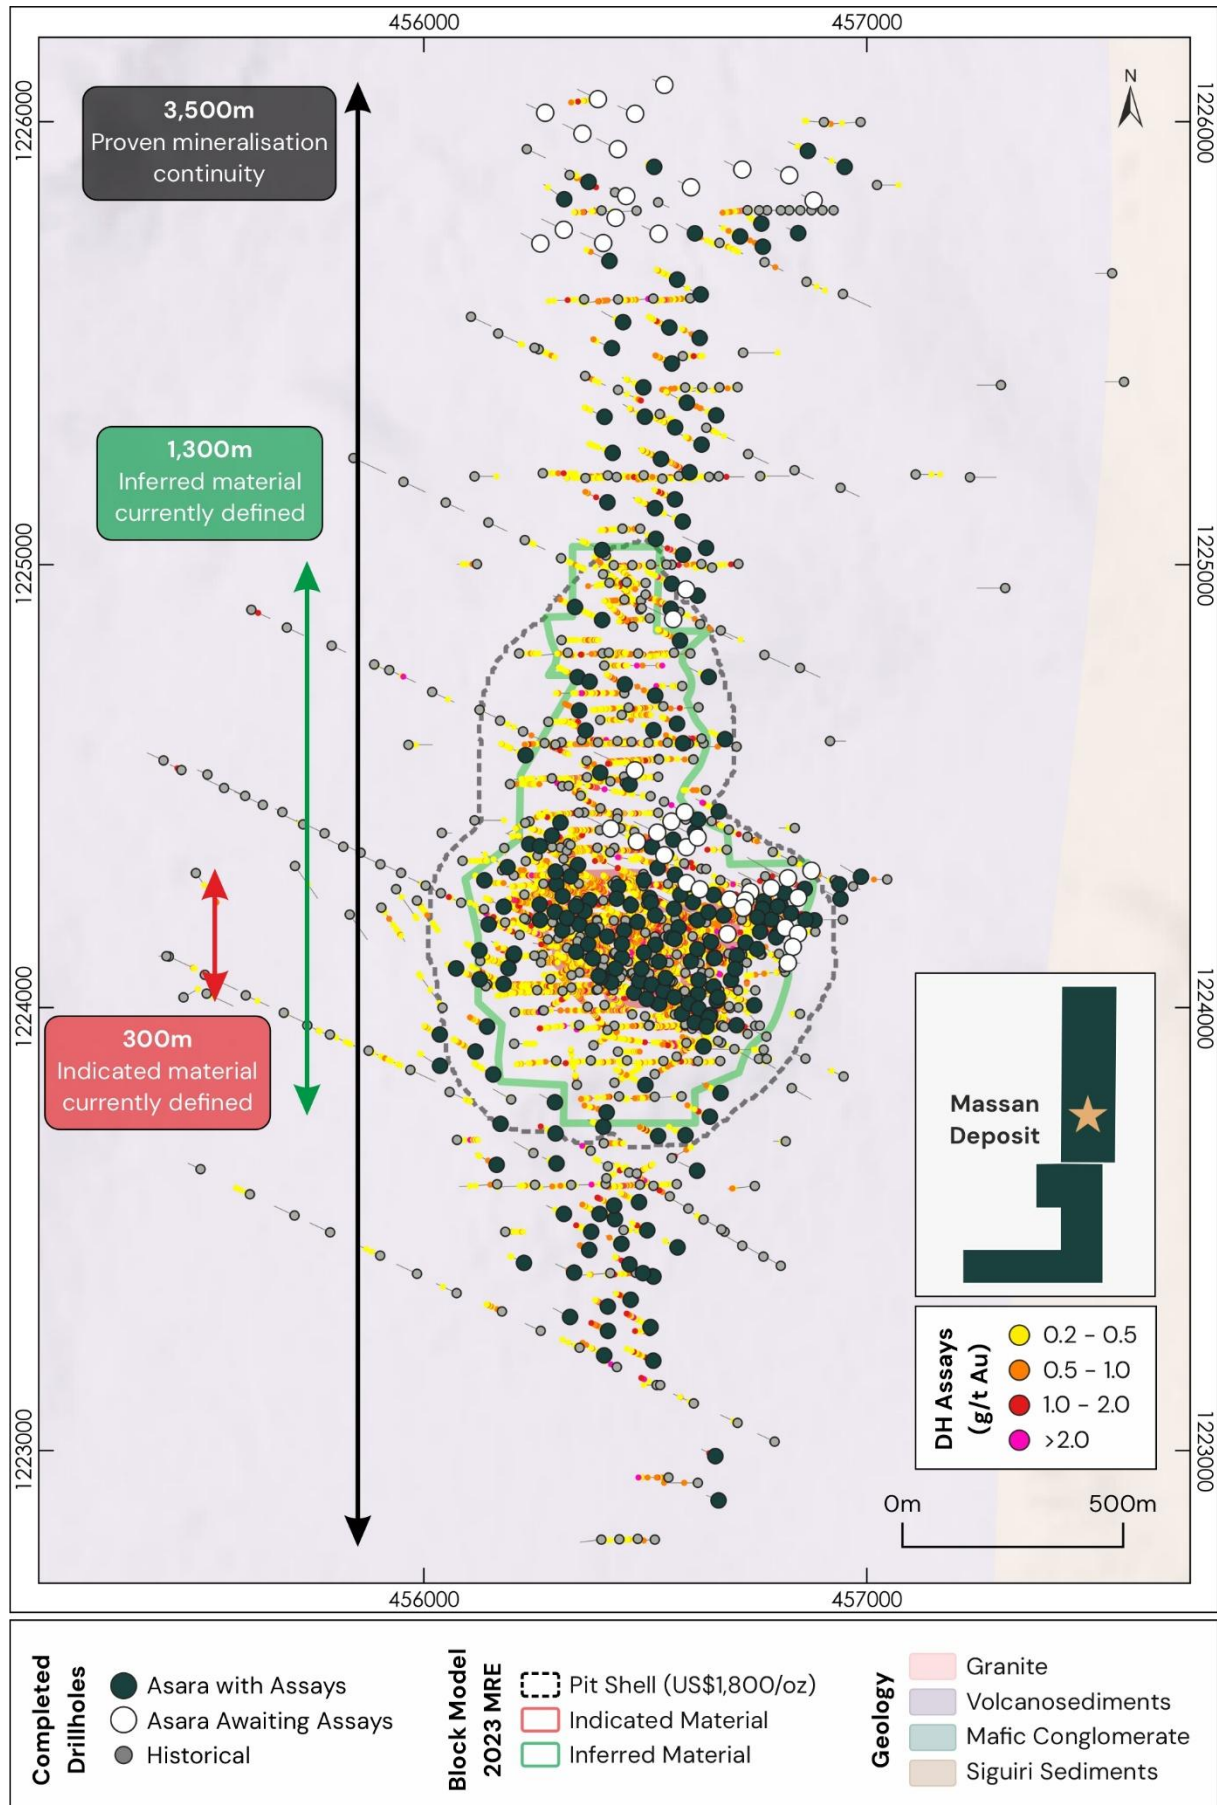 456000
457000
N
3,500m
Proven mineralisation
continuity
1226000
1226000
1,300m
Inferred material
currently defined
1225000
1225000
1224000
1224000
300m
Indicated material
currently defined
Massan
Deposit
DH Assays
(g/t Au)
0.2 - 0.5
0.5 - 1.0
1.0 - 2.0
>2.0
1223000
1223000
0m
500m
456000
457000
Completed
Drillholes
Asara with Assays
Asara Awaiting Assays
Historical
Block Model
2023 MRE
Pit Shell (US$1,800/oz)
Indicated Material
Inferred Material
Geology
Granite
Volcanosediments
Mafic Conglomerate
Siguiri Sediments